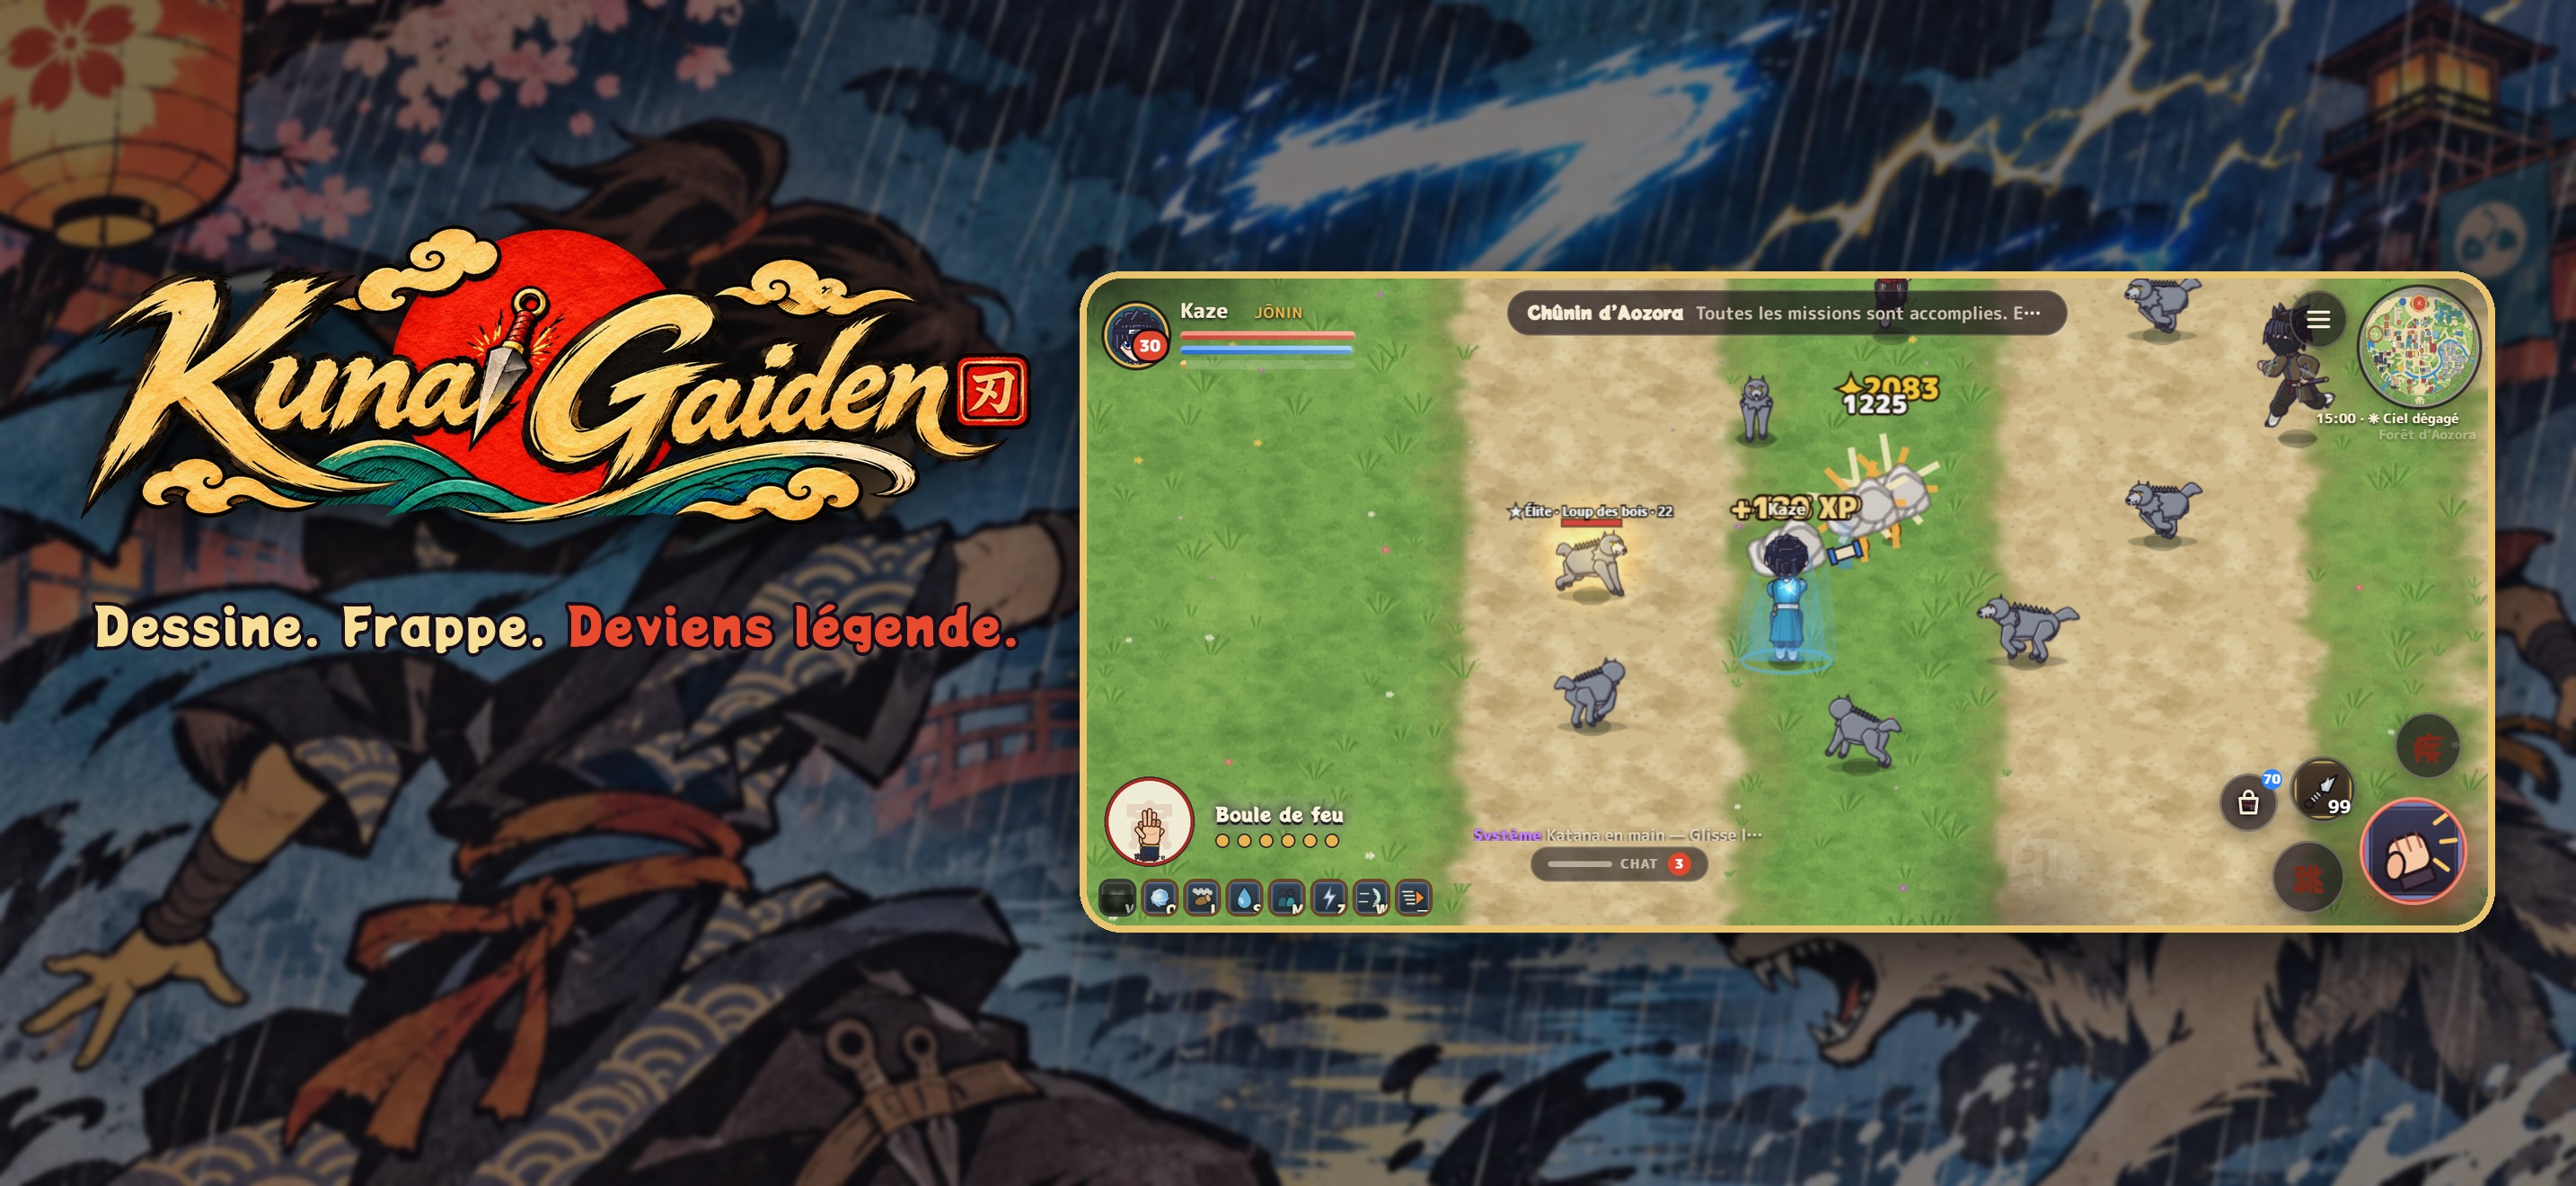 Kunai Gaiden
刃
Dessine. Frappe. Deviens légende.
Kaze JŌNIN
30
Chûnin d'Aozora Toutes les missions sont accomplies. E…
15:00 · ☀ Ciel dégagé
Forêt d'Aozora
2083
1225
★Élite · Loup des bois · 22
Kaze
Boule de feu
Système Katana en main — Glisse l…
CHAT 3
70
99
跳